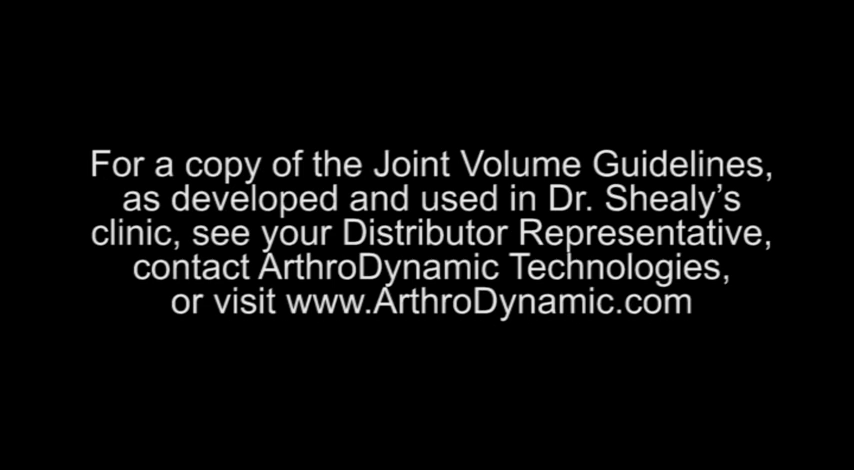 For a copy of the Joint Volume Guidelines,
as developed and used in Dr. Shealy’s
clinic, see your Distributor Representative,
contact ArthroDynamic Technologies,
or visit www.ArthroDynamic.com